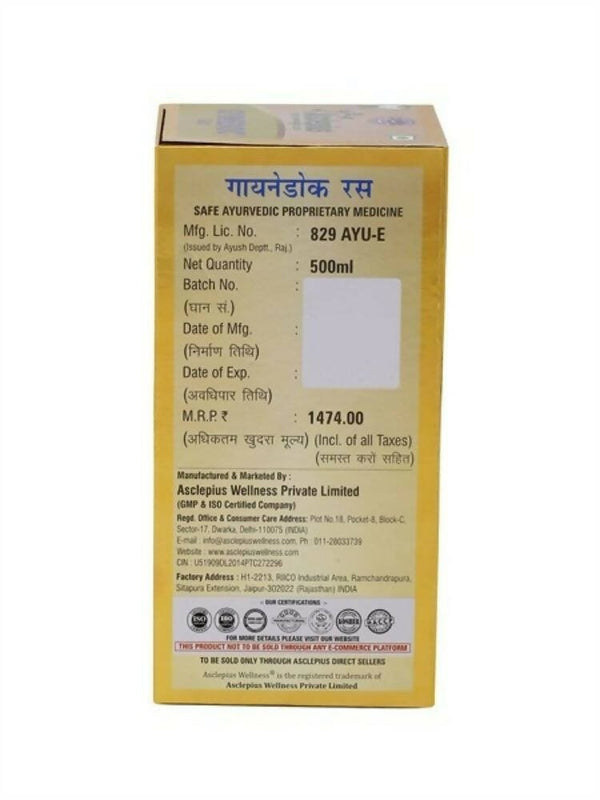 गायनेडोक रस
SAFE AYURVEDIC PROPRIETARY MEDICINE
Mfg. Lic. No. : 829 AYU-E
(Issued by Ayush Deptt., Raj.)
Net Quantity : 500ml
Batch No. :
(घान सं.)
Date of Mfg. :
(निर्माण तिथि)
Date of Exp. :
(अवधिपार तिथि)
M.R.P. ₹ : 1474.00
(अधिकतम खुदरा मूल्य) (Incl. of all Taxes)
(समस्त करों सहित)
Manufactured & Marketed By :
Asclepius Wellness Private Limited
(GMP & ISO Certified Company)
Regd. Office & Consumer Care Address: Plot No.18, Pocket-8, Block-C,
Sector-17, Dwarka, Delhi-110075 (INDIA)
E-mail : info@asclepiuswellness.com, Ph : 011-28033739
Website : www.asclepiuswellness.com
CIN : U51909DL2014PTC272296
Factory Address : H1-2213, RIICO Industrial Area, Ramchandrapura,
Sitapura Extension, Jaipur-302022 (Rajasthan) INDIA
:: OUR CERTIFICATIONS ::
ISO ISO KOSHER HACCP
FOR MORE DETAILS PLEASE VISIT OUR WEBSITE
THIS PRODUCT NOT TO BE SOLD THROUGH ANY E-COMMERCE PLATFORM
TO BE SOLD ONLY THROUGH ASCLEPIUS DIRECT SELLERS
Asclepius Wellness® is the registered trademark of
Asclepius Wellness Private Limited